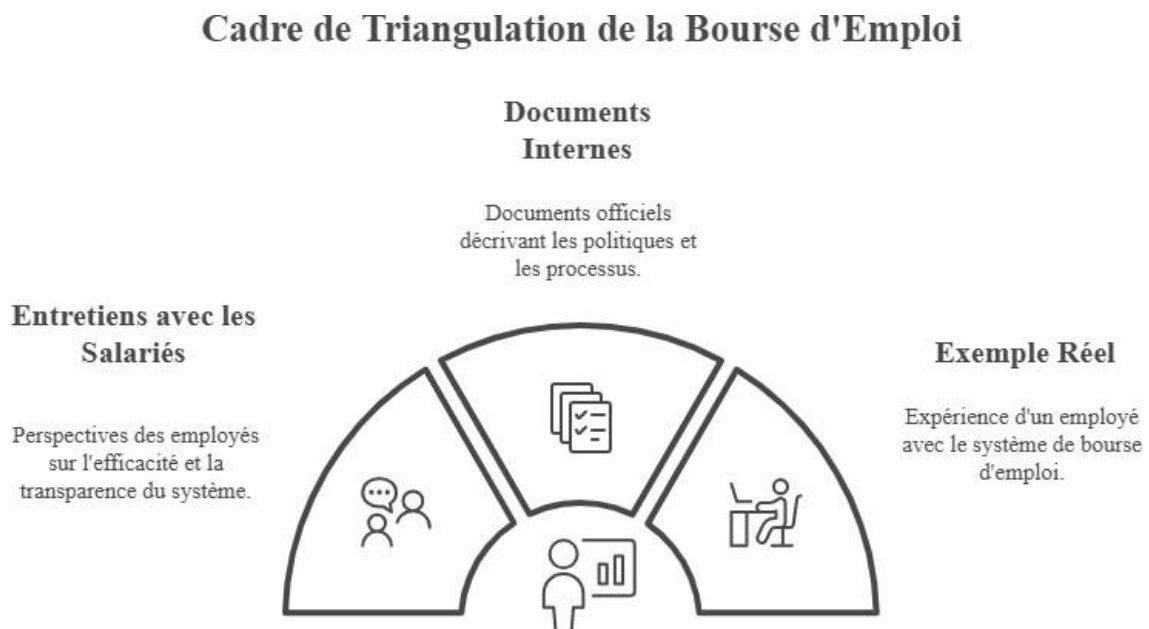 Cadre de Triangulation de la Bourse d'Emploi
Documents
Internes
Documents officiels
décrivant les politiques et
les processus.
Entretiens avec les
Salariés
Perspectives des employés
sur l'efficacité et la
transparence du système.
Exemple Réel
Expérience d'un employé
avec le système de bourse
d'emploi.